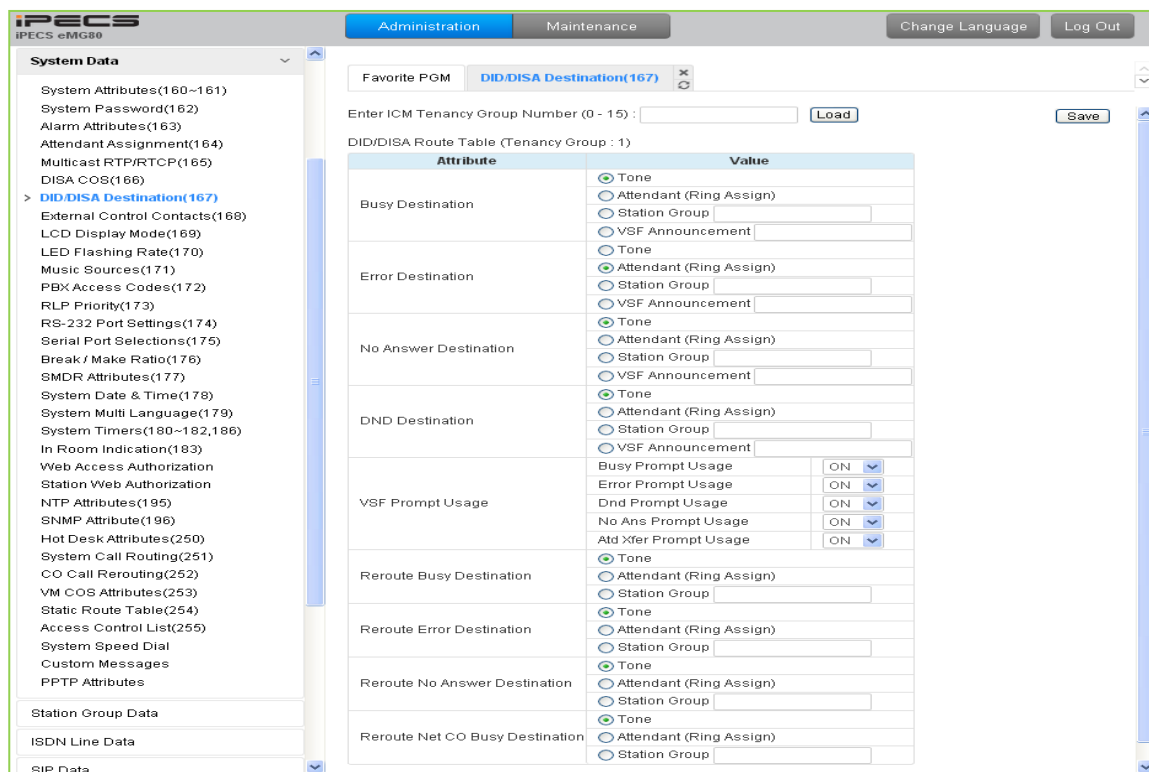 iPECS
iPECS eMG80
Administration
Maintenance
Change Language
Log Out
System Data
System Attributes(160~161)
System Password(162)
Alarm Attributes(163)
Attendant Assignment(164)
Multicast RTP/RTCP(165)
DISA COS(166)
> DID/DISA Destination(167)
External Control Contacts(168)
LCD Display Mode(169)
LED Flashing Rate(170)
Music Sources(171)
PBX Access Codes(172)
RLP Priority(173)
RS-232 Port Settings(174)
Serial Port Selections(175)
Break / Make Ratio(176)
SMDR Attributes(177)
System Date & Time(178)
System Multi Language(179)
System Timers(180~182,186)
In Room Indication(183)
Web Access Authorization
Station Web Authorization
NTP Attributes(195)
SNMP Attribute(196)
Hot Desk Attributes(250)
System Call Routing(251)
CO Call Rerouting(252)
VM COS Attributes(253)
Static Route Table(254)
Access Control List(255)
System Speed Dial
Custom Messages
PPTP Attributes
Station Group Data
ISDN Line Data
SIP Data
Favorite PGM
DID/DISA Destination(167)
Enter ICM Tenancy Group Number (0 - 15) :
Load
Save
DID/DISA Route Table (Tenancy Group : 1)
Attribute
Value
Busy Destination
Tone
Attendant (Ring Assign)
Station Group
VSF Announcement
Error Destination
Tone
Attendant (Ring Assign)
Station Group
VSF Announcement
No Answer Destination
Tone
Attendant (Ring Assign)
Station Group
VSF Announcement
DND Destination
Tone
Attendant (Ring Assign)
Station Group
VSF Announcement
VSF Prompt Usage
Busy Prompt Usage ON
Error Prompt Usage ON
Dnd Prompt Usage ON
No Ans Prompt Usage ON
Atd Xfer Prompt Usage ON
Reroute Busy Destination
Tone
Attendant (Ring Assign)
Station Group
Reroute Error Destination
Tone
Attendant (Ring Assign)
Station Group
Reroute No Answer Destination
Tone
Attendant (Ring Assign)
Station Group
Reroute Net CO Busy Destination
Tone
Attendant (Ring Assign)
Station Group